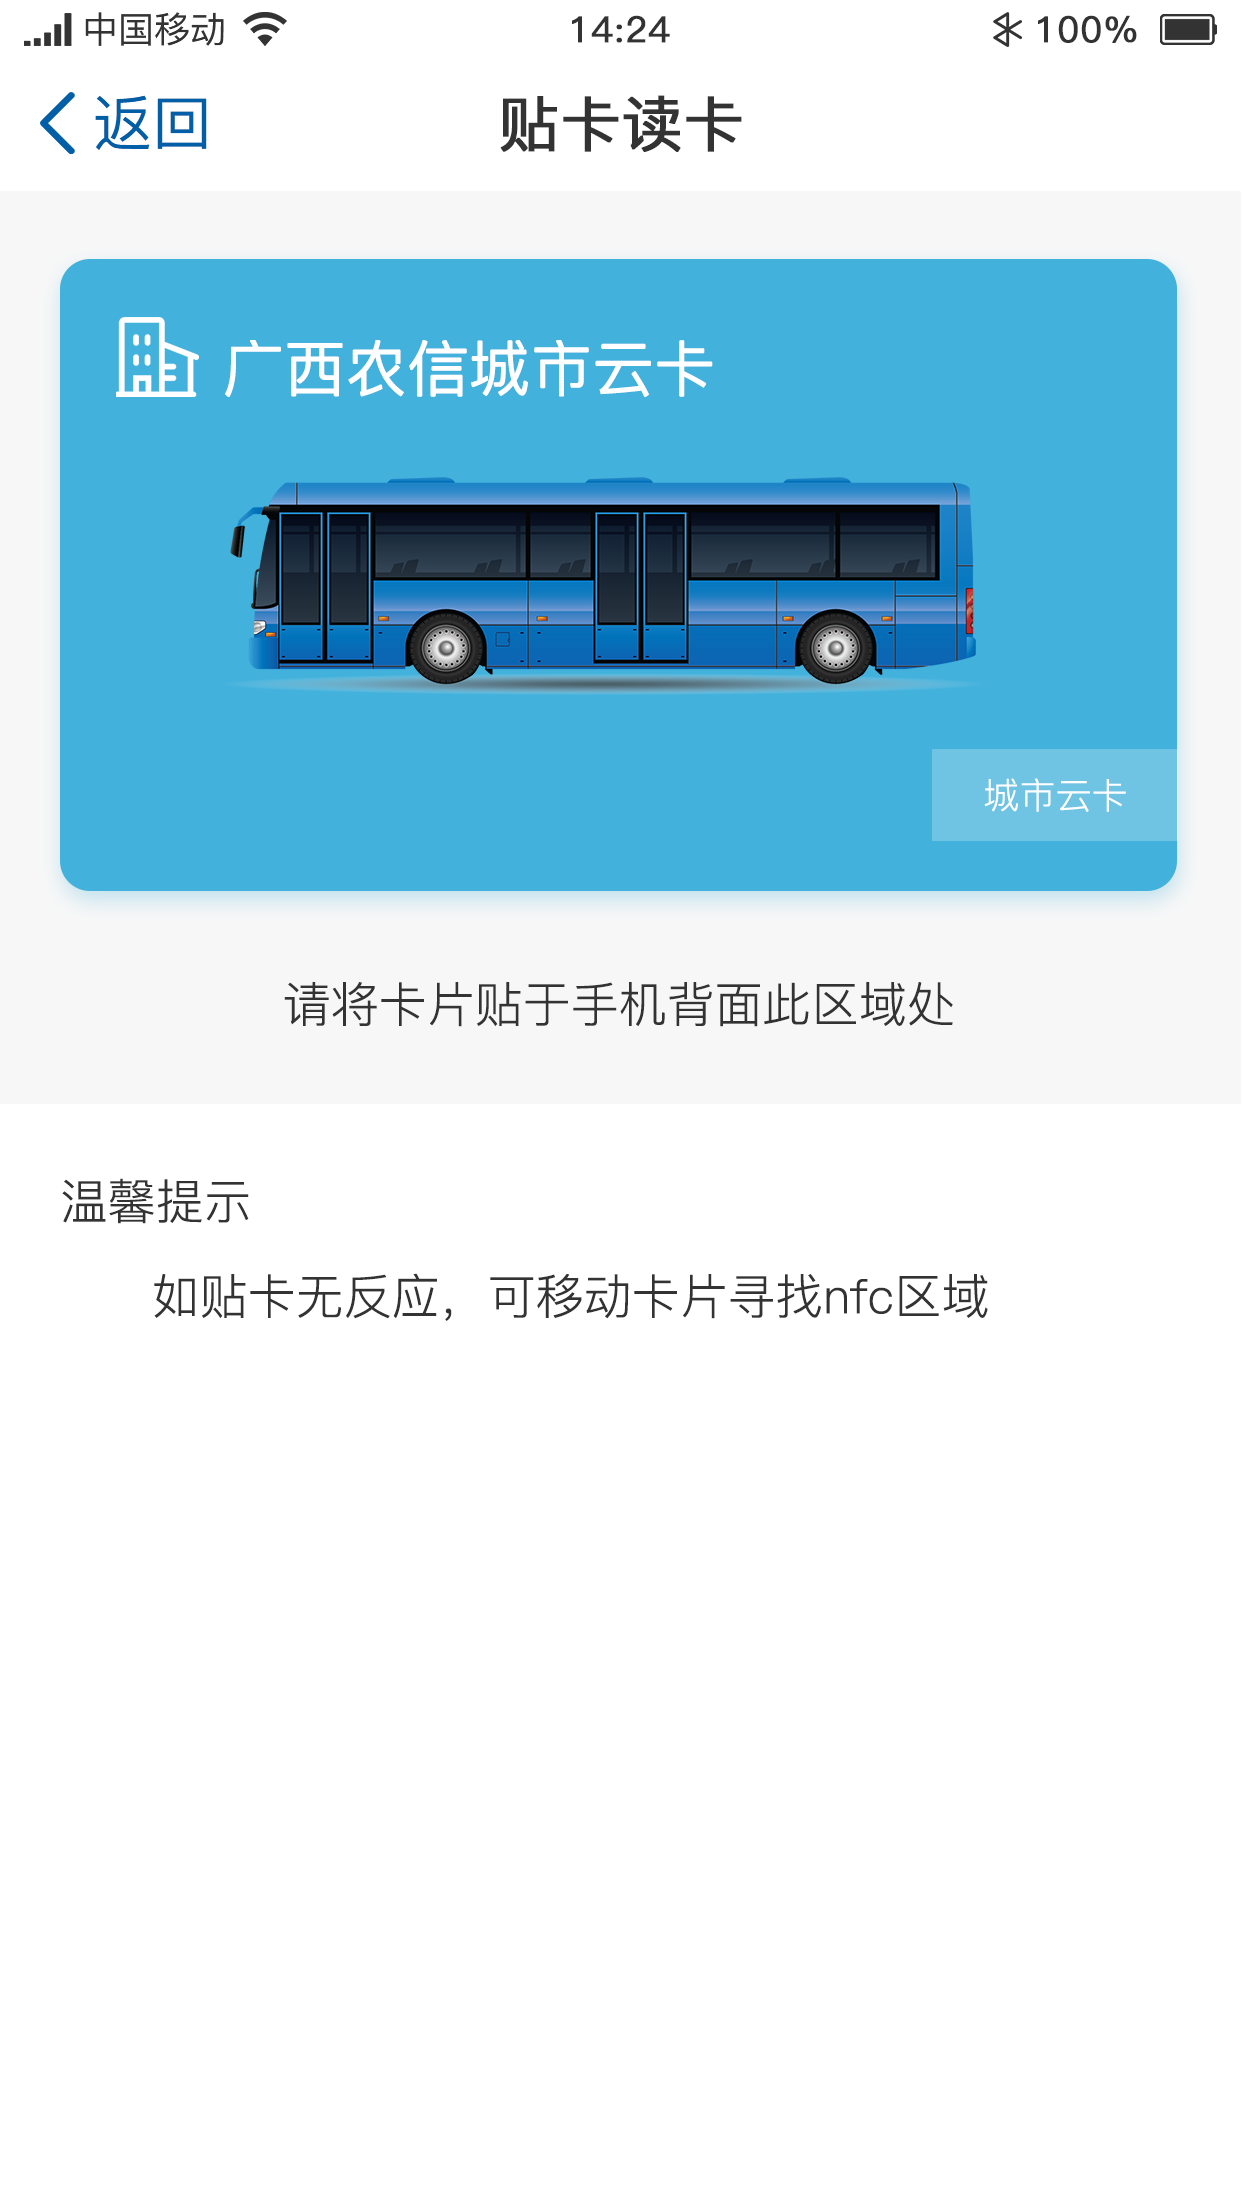 中国移动 14:24 100%
返回 贴卡读卡
广西农信城市云卡
城市云卡
请将卡片贴于手机背面此区域处
温馨提示
如贴卡无反应，可移动卡片寻找nfc区域